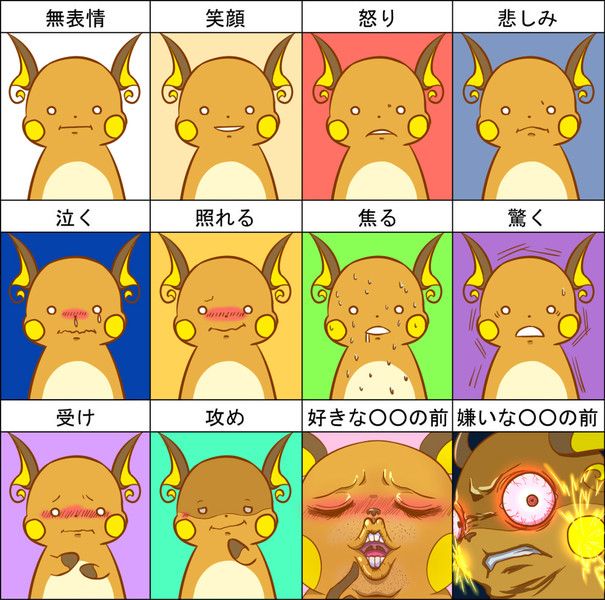 無表情
笑顔
怒り
悲しみ
泣く
照れる
焦る
驚く
受け
攻め
好きな〇〇の前
嫌いな〇〇の前